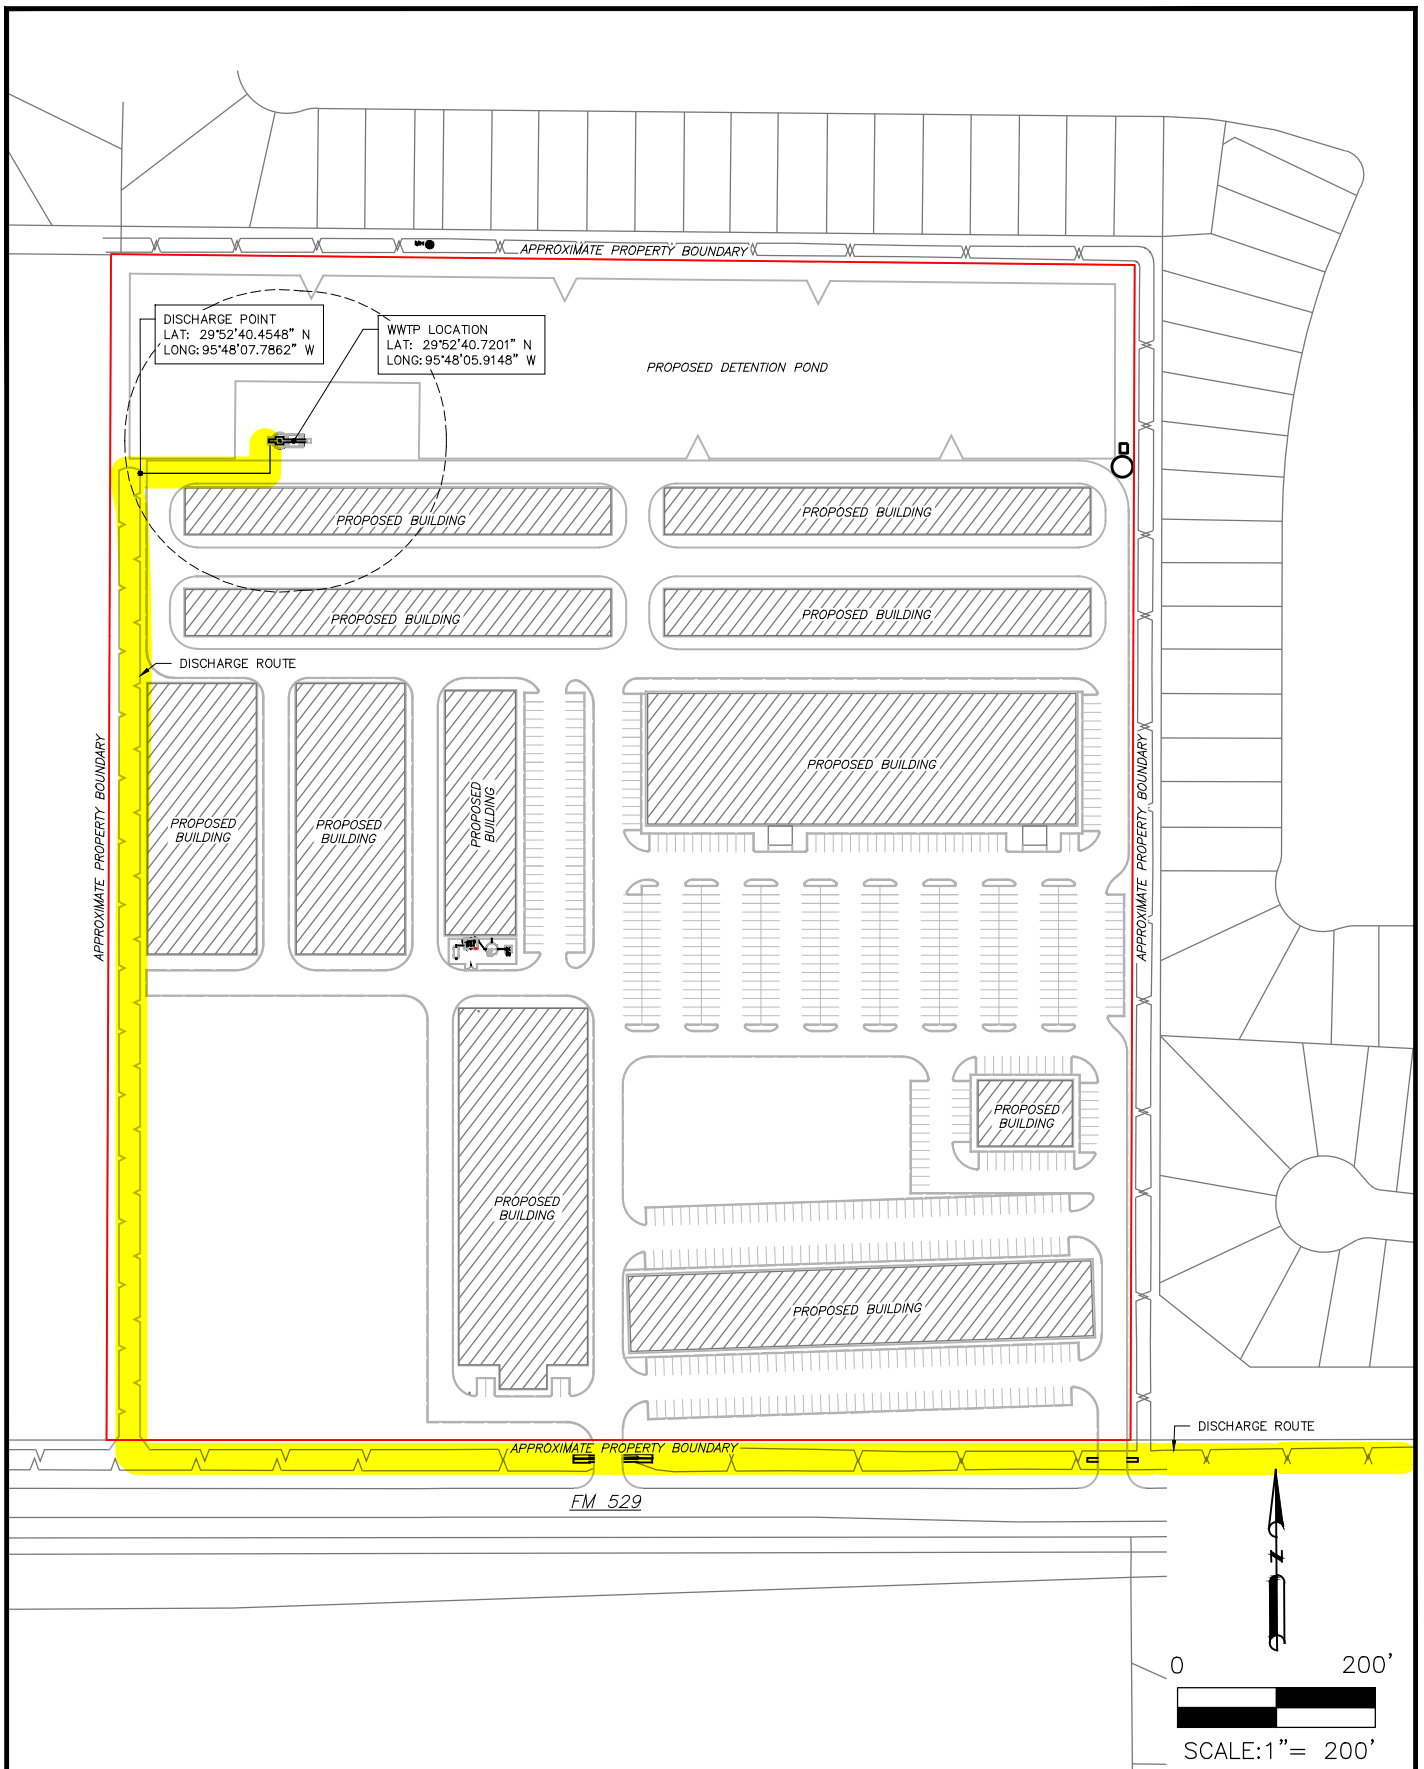 APPROXIMATE PROPERTY BOUNDARY
DISCHARGE POINT
LAT: 29°52'40.4548" N
LONG: 95°48'07.7862" W
WWTP LOCATION
LAT: 29°52'40.7201" N
LONG: 95°48'05.9148" W
PROPOSED DETENTION POND
PROPOSED BUILDING
PROPOSED BUILDING
PROPOSED BUILDING
PROPOSED BUILDING
DISCHARGE ROUTE
APPROXIMATE PROPERTY BOUNDARY
PROPOSED
BUILDING
PROPOSED
BUILDING
PROPOSED
BUILDING
PROPOSED BUILDING
APPROXIMATE PROPERTY BOUNDARY
PROPOSED
BUILDING
PROPOSED
BUILDING
PROPOSED BUILDING
DISCHARGE ROUTE
APPROXIMATE PROPERTY BOUNDARY
FM 529
N
0 200'
SCALE:1"= 200'